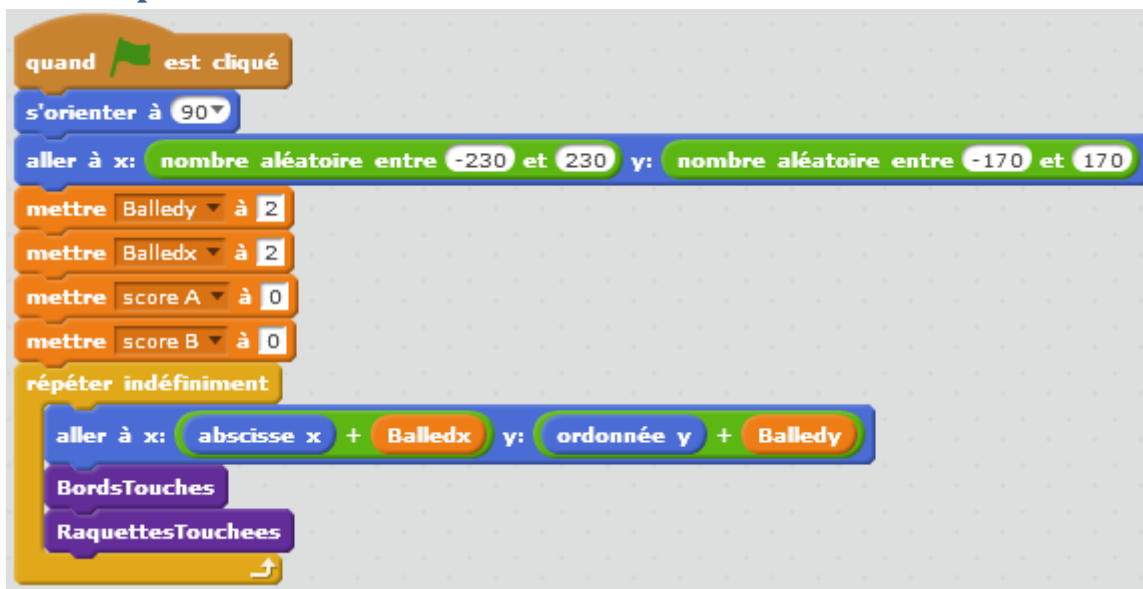 quand est cliqué
s'orienter à 90
aller à x: nombre aléatoire entre -230 et 230 y: nombre aléatoire entre -170 et 170
mettre Balledy à 2
mettre Balledx à 2
mettre score A à 0
mettre score B à 0
répéter indéfiniment
aller à x: abscisse x + Balledx y: ordonnée y + Balledy
BordsTouches
RaquettesTouchees